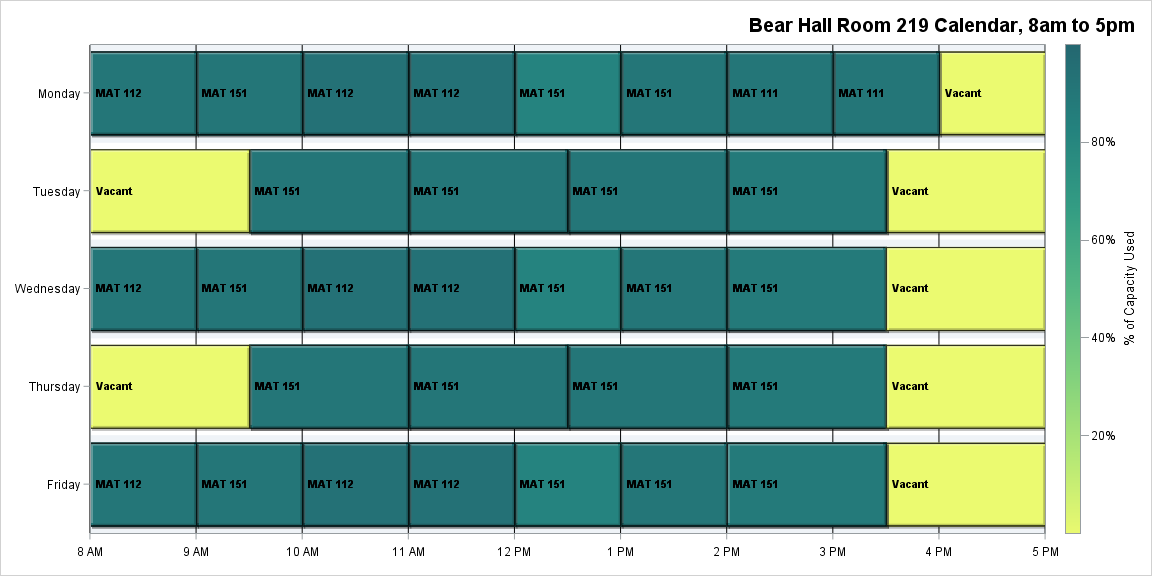 Bear Hall Room 219 Calendar, 8am to 5pm
Monday
MAT 112 MAT 151 MAT 112 MAT 112 MAT 151 MAT 151 MAT 111 MAT 111 Vacant
Tuesday
Vacant MAT 151 MAT 151 MAT 151 MAT 151 Vacant
Wednesday
MAT 112 MAT 151 MAT 112 MAT 112 MAT 151 MAT 151 MAT 151 Vacant
Thursday
Vacant MAT 151 MAT 151 MAT 151 MAT 151 Vacant
Friday
MAT 112 MAT 151 MAT 112 MAT 112 MAT 151 MAT 151 MAT 151 Vacant
8 AM 9 AM 10 AM 11 AM 12 PM 1 PM 2 PM 3 PM 4 PM 5 PM
80%
60%
40%
20%
% of Capacity Used